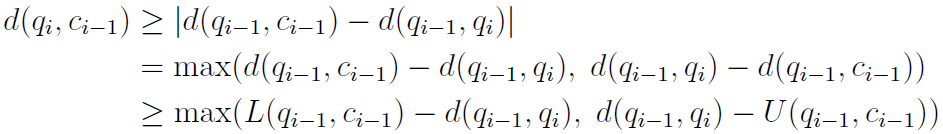 d(q_i, c_{i−1}) ≥ |d(q_{i−1}, c_{i−1}) − d(q_{i−1}, q_i)|
= max(d(q_{i−1}, c_{i−1}) − d(q_{i−1}, q_i), d(q_{i−1}, q_i) − d(q_{i−1}, c_{i−1}))
≥ max(L(q_{i−1}, c_{i−1}) − d(q_{i−1}, q_i), d(q_{i−1}, q_i) − U(q_{i−1}, c_{i−1}))